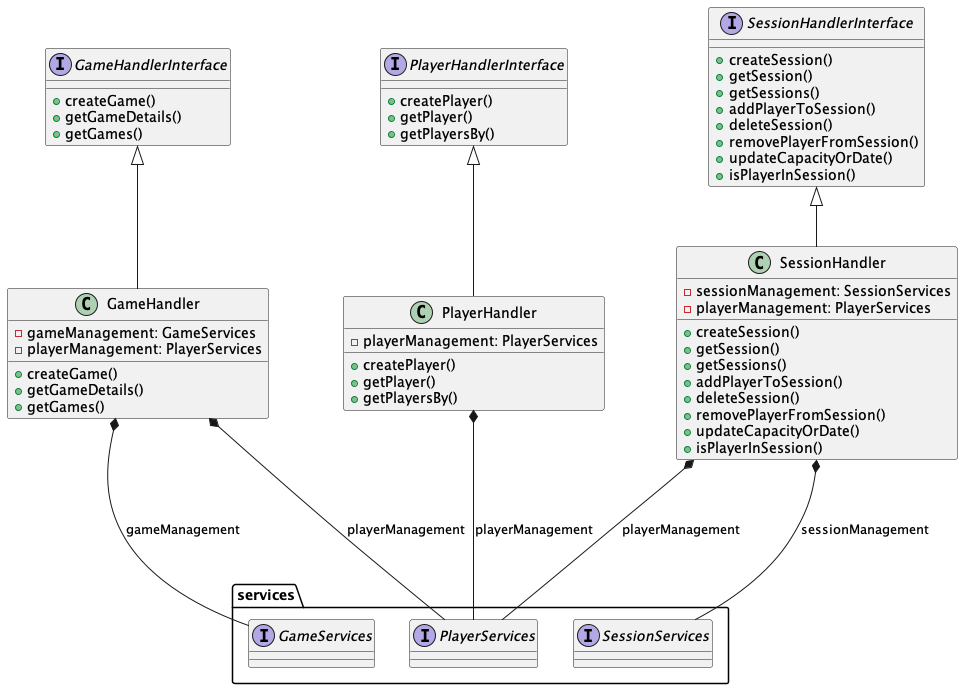 I GameHandlerInterface
createGame()
getGameDetails()
getGames()
I PlayerHandlerInterface
createPlayer()
getPlayer()
getPlayersBy()
I SessionHandlerInterface
createSession()
getSession()
getSessions()
addPlayerToSession()
deleteSession()
removePlayerFromSession()
updateCapacityOrDate()
isPlayerInSession()
C GameHandler
gameManagement: GameServices
playerManagement: PlayerServices
createGame()
getGameDetails()
getGames()
C PlayerHandler
playerManagement: PlayerServices
createPlayer()
getPlayer()
getPlayersBy()
C SessionHandler
sessionManagement: SessionServices
playerManagement: PlayerServices
createSession()
getSession()
getSessions()
addPlayerToSession()
deleteSession()
removePlayerFromSession()
updateCapacityOrDate()
isPlayerInSession()
gameManagement
playerManagement
playerManagement
playerManagement
sessionManagement
services
I GameServices
I PlayerServices
I SessionServices